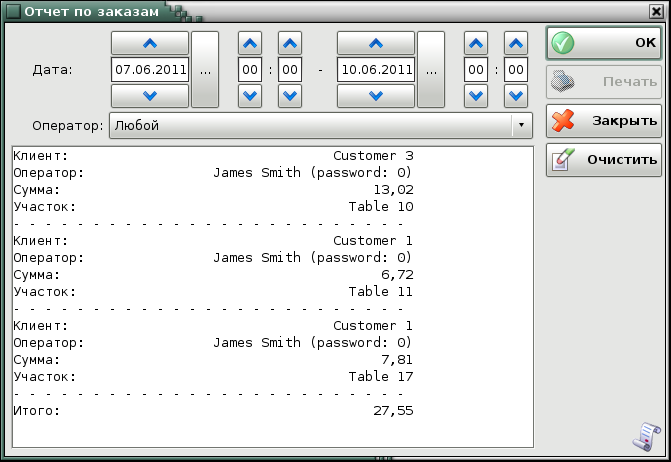 Отчет по заказам
Дата: 07.06.2011 ... 00 : 00 - 10.06.2011 ... 00 : 00
Оператор: Любой
OK
Печать
Закрыть
Очистить
Клиент: Customer 3
Оператор: James Smith (password: 0)
Сумма: 13,02
Участок: Table 10
- - - - - - - - - - - - - - - - - - - - - - - - -
Клиент: Customer 1
Оператор: James Smith (password: 0)
Сумма: 6,72
Участок: Table 11
- - - - - - - - - - - - - - - - - - - - - - - - -
Клиент: Customer 1
Оператор: James Smith (password: 0)
Сумма: 7,81
Участок: Table 17
- - - - - - - - - - - - - - - - - - - - - - - - -
Итого: 27,55